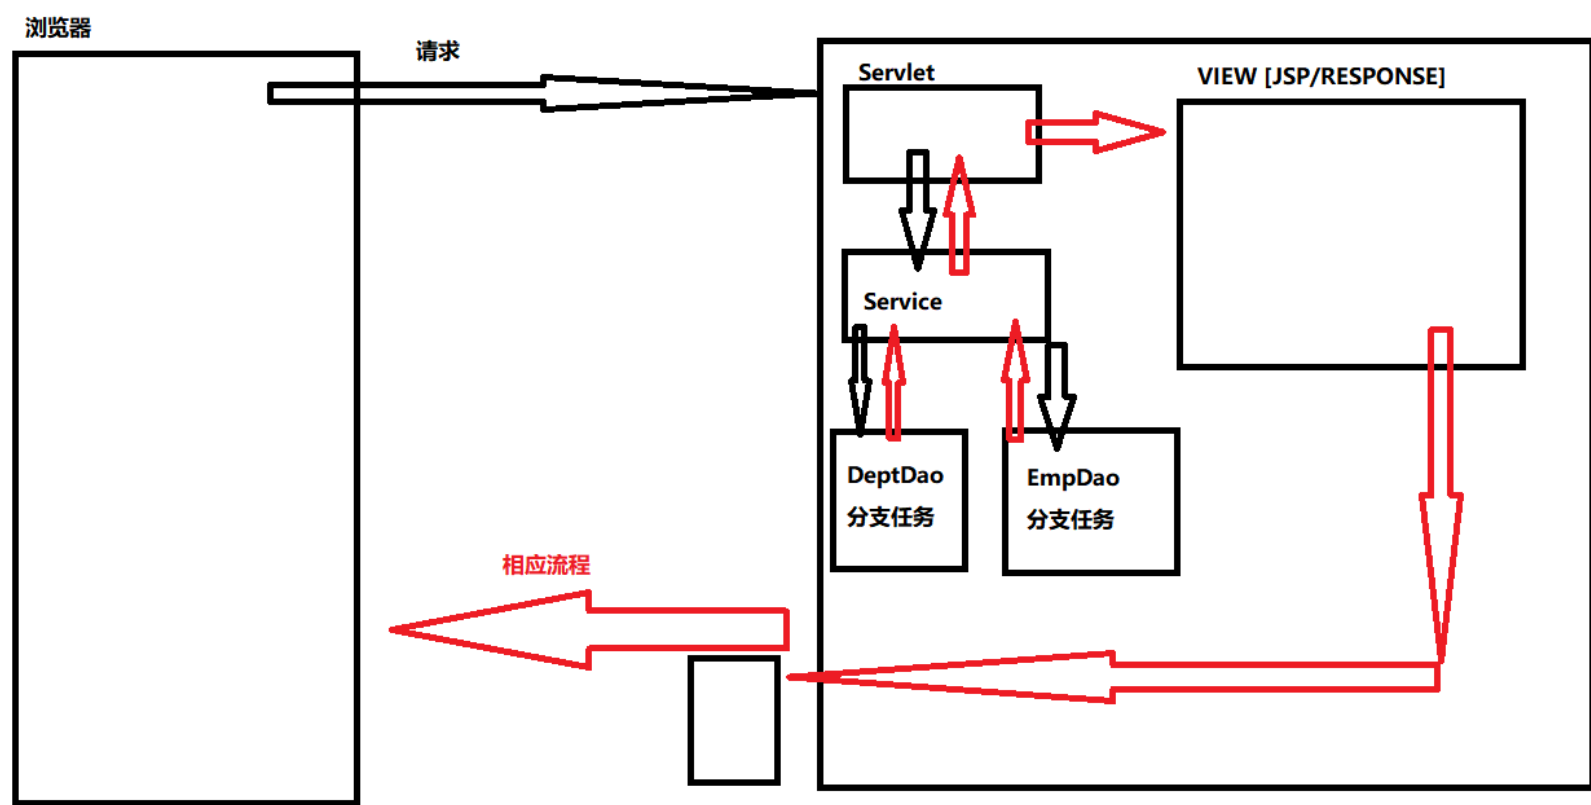 浏览器
请求
Servlet
VIEW [JSP/RESPONSE]
Service
DeptDao
分支任务
EmpDao
分支任务
相应流程